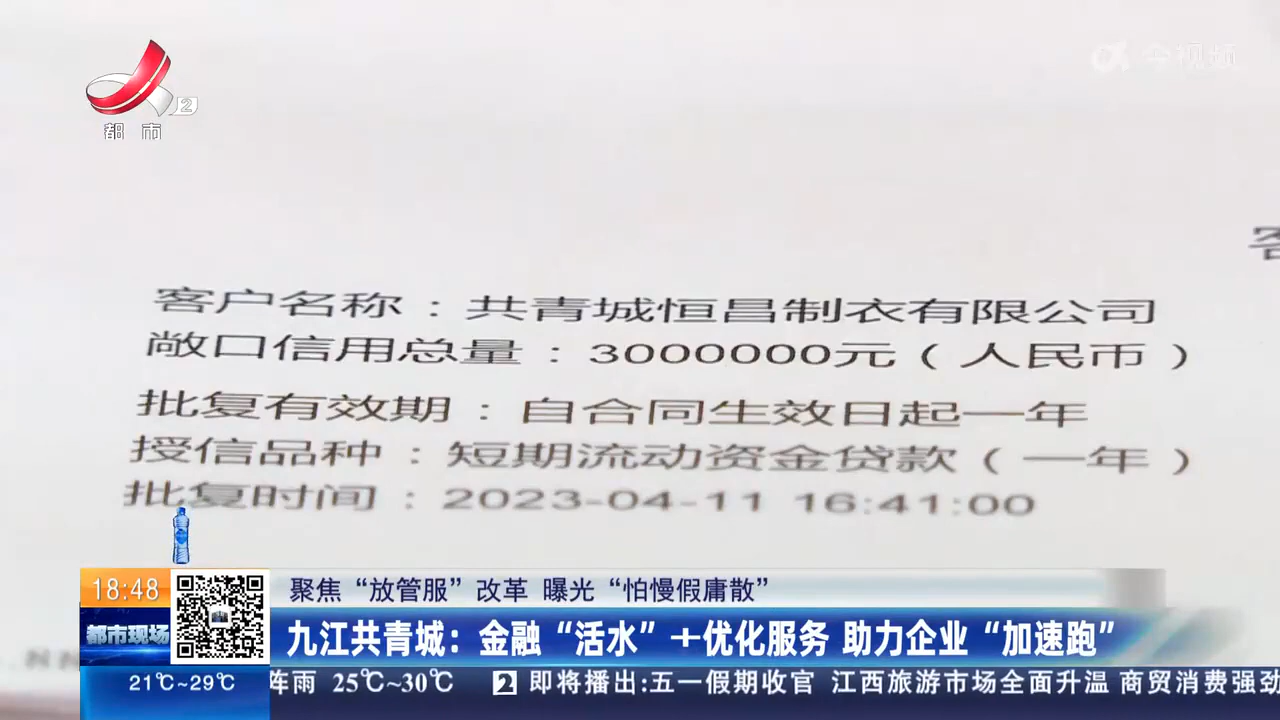 今视频
2
都市
客户名称：共青城恒昌制衣有限公司
敞口信用总量：3000000元（人民币）
批复有效期：自合同生效日起一年
授信品种：短期流动资金贷款（一年）
批复时间：2023-04-11 16:41:00
18:48
聚焦“放管服”改革 曝光“怕慢假庸散”
都市现场
九江共青城：金融“活水”＋优化服务 助力企业“加速跑”
21℃~29℃
阵雨 25℃~30℃ 2 即将播出:五一假期收官 江西旅游市场全面升温 商贸消费强劲